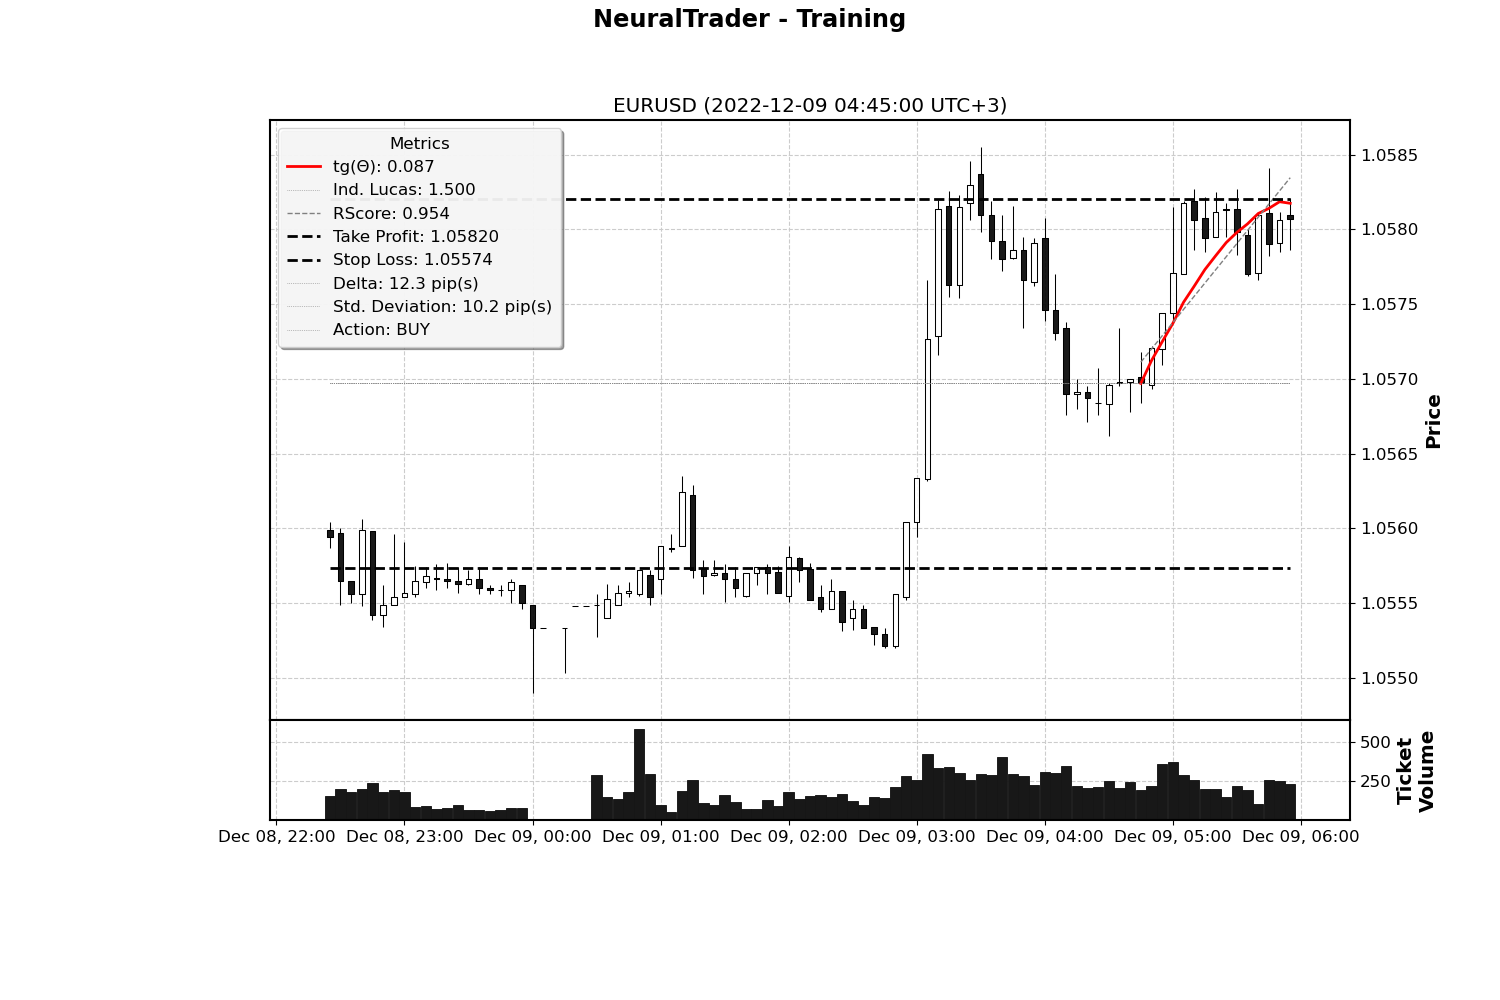 NeuralTrader - Training
EURUSD (2022-12-09 04:45:00 UTC+3)
Metrics
tg(Θ): 0.087
Ind. Lucas: 1.500
RScore: 0.954
Take Profit: 1.05820
Stop Loss: 1.05574
Delta: 12.3 pip(s)
Std. Deviation: 10.2 pip(s)
Action: BUY
1.0585
1.0580
1.0575
1.0570
1.0565
1.0560
1.0555
1.0550
Price
500
250
Ticket
Volume
Dec 08, 22:00 Dec 08, 23:00 Dec 09, 00:00 Dec 09, 01:00 Dec 09, 02:00 Dec 09, 03:00 Dec 09, 04:00 Dec 09, 05:00 Dec 09, 06:00